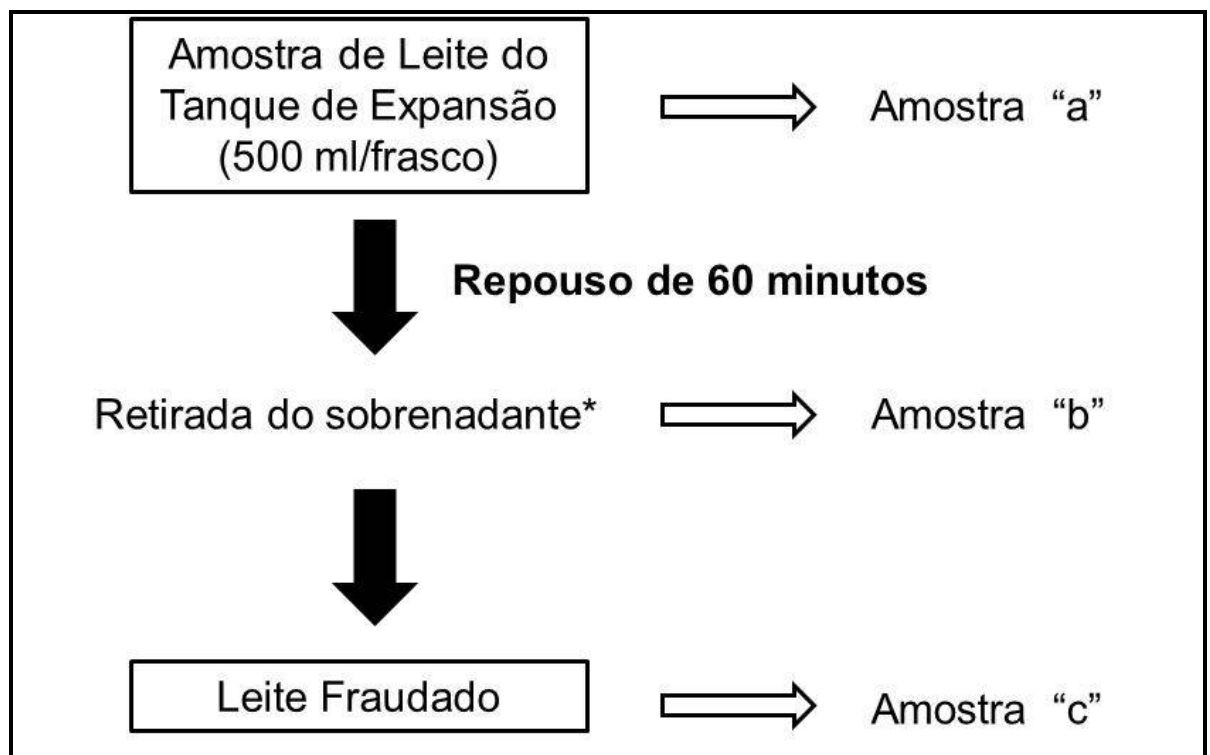 Amostra de Leite do
Tanque de Expansão
(500 ml/frasco)
Amostra “a”
Repouso de 60 minutos
Retirada do sobrenadante*
Amostra “b”
Leite Fraudado
Amostra “c”